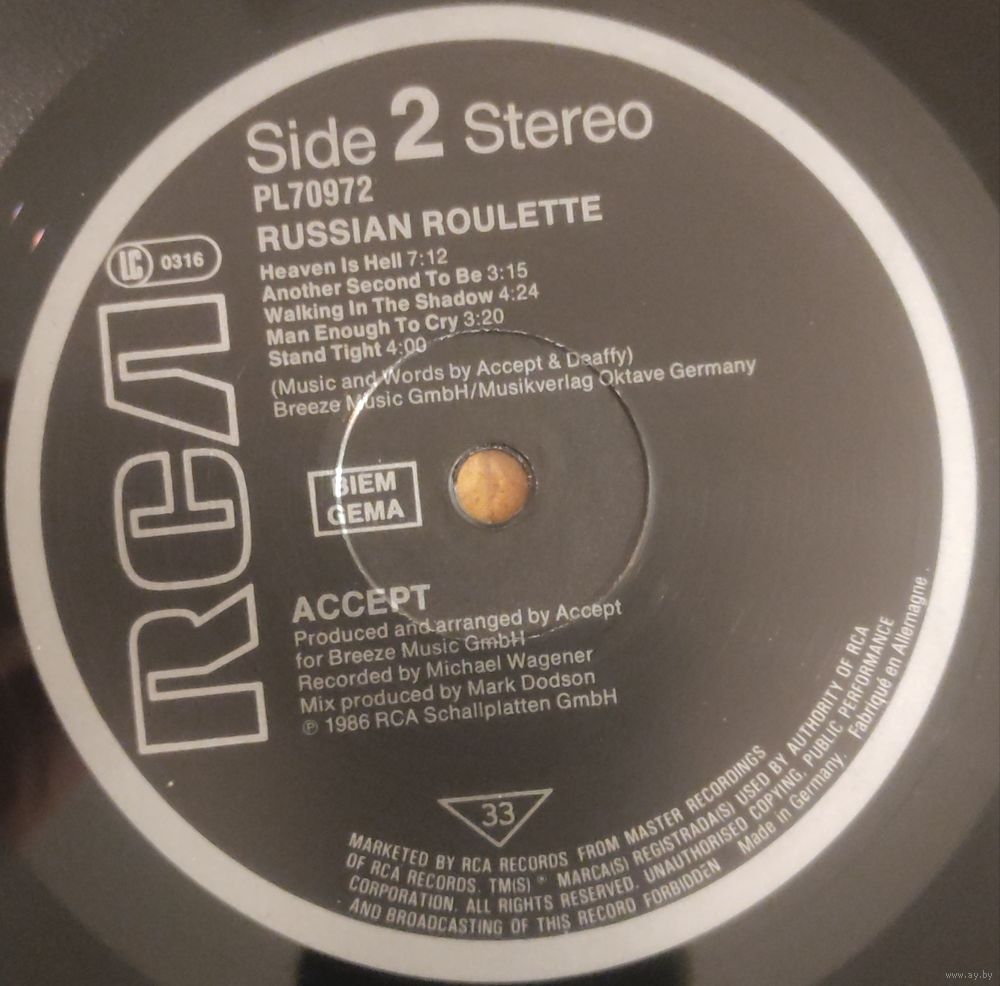 Side 2 Stereo
PL70972
RUSSIAN ROULETTE
LC 0316
Heaven Is Hell 7:12
Another Second To Be 3:15
Walking In The Shadow 4:24
Man Enough To Cry 3:20
Stand Tight 4:00
(Music and Words by Accept & Deaffy)
Breeze Music GmbH/Musikverlag Oktave Germany
RCA
BIEM
GEMA
ACCEPT
Produced and arranged by Accept
for Breeze Music GmbH
Recorded by Michael Wagener
Mix produced by Mark Dodson
℗ 1986 RCA Schallplatten GmbH
33
MARKETED BY RCA RECORDS FROM MASTER RECORDINGS
OF RCA RECORDS. TM(S) ® MARCA(S) REGISTRADA(S) USED BY AUTHORITY OF RCA
CORPORATION. ALL RIGHTS RESERVED. UNAUTHORISED COPYING, PUBLIC PERFORMANCE
AND BROADCASTING OF THIS RECORD FORBIDDEN Made in Germany. Fabriqué en Allemagne.
www.ay.by